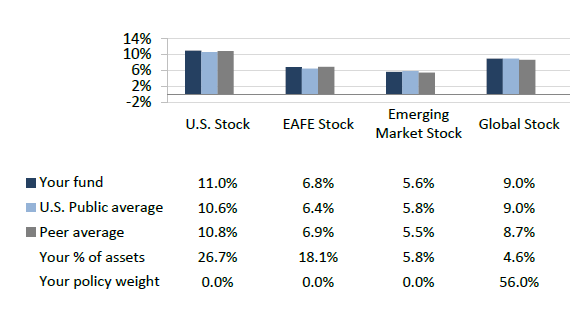 14%
10%
6%
2%
-2%
U.S. Stock EAFE Stock Emerging Market Stock Global Stock
Your fund 11.0% 6.8% 5.6% 9.0%
U.S. Public average 10.6% 6.4% 5.8% 9.0%
Peer average 10.8% 6.9% 5.5% 8.7%
Your % of assets 26.7% 18.1% 5.8% 4.6%
Your policy weight 0.0% 0.0% 0.0% 56.0%